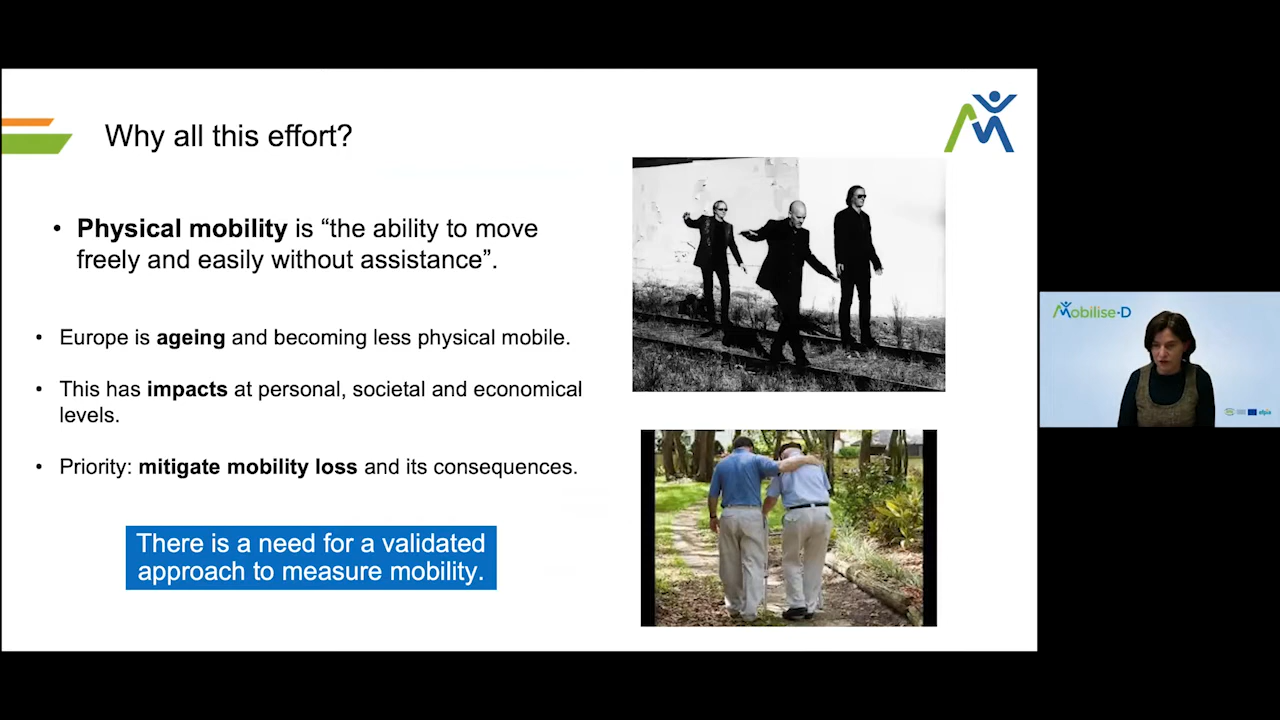 Why all this effort?
• Physical mobility is “the ability to move
freely and easily without assistance”.
• Europe is ageing and becoming less physical mobile.
• This has impacts at personal, societal and economical
levels.
• Priority: mitigate mobility loss and its consequences.
There is a need for a validated
approach to measure mobility.
Mobilise-D
efpia